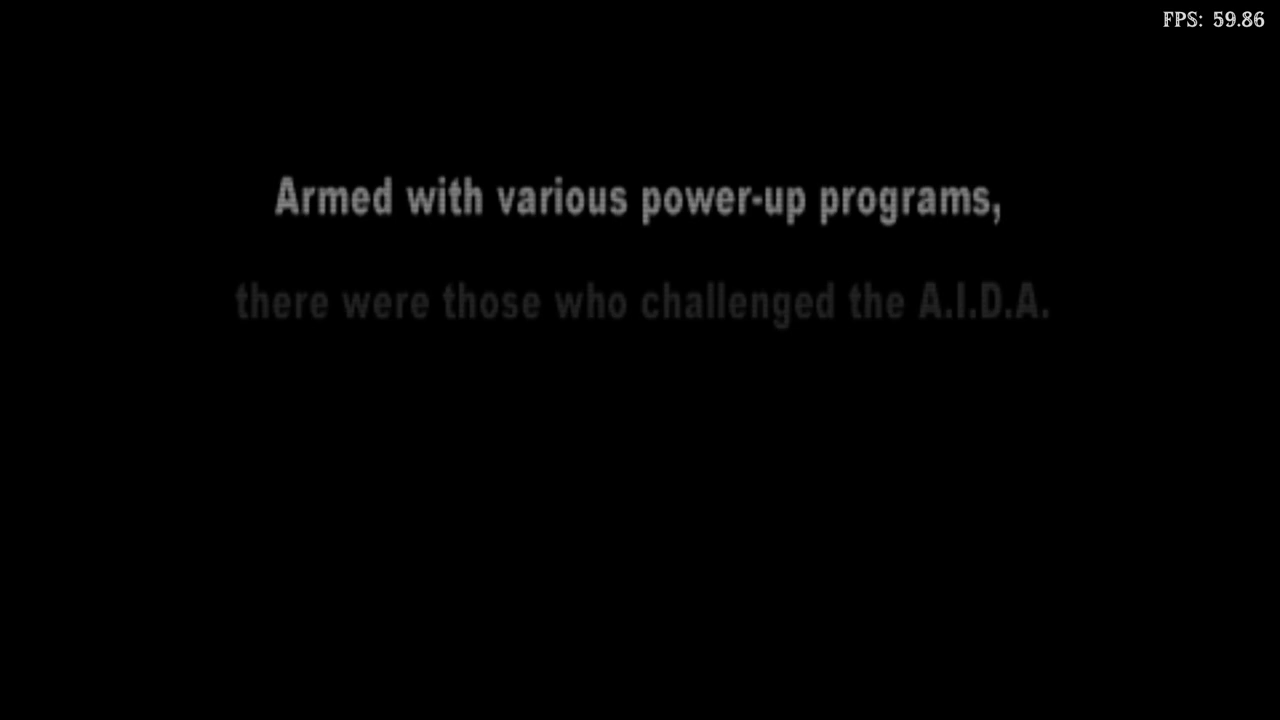 FPS: 59.86
Armed with various power-up programs,
there were those who challenged the A.I.D.A.